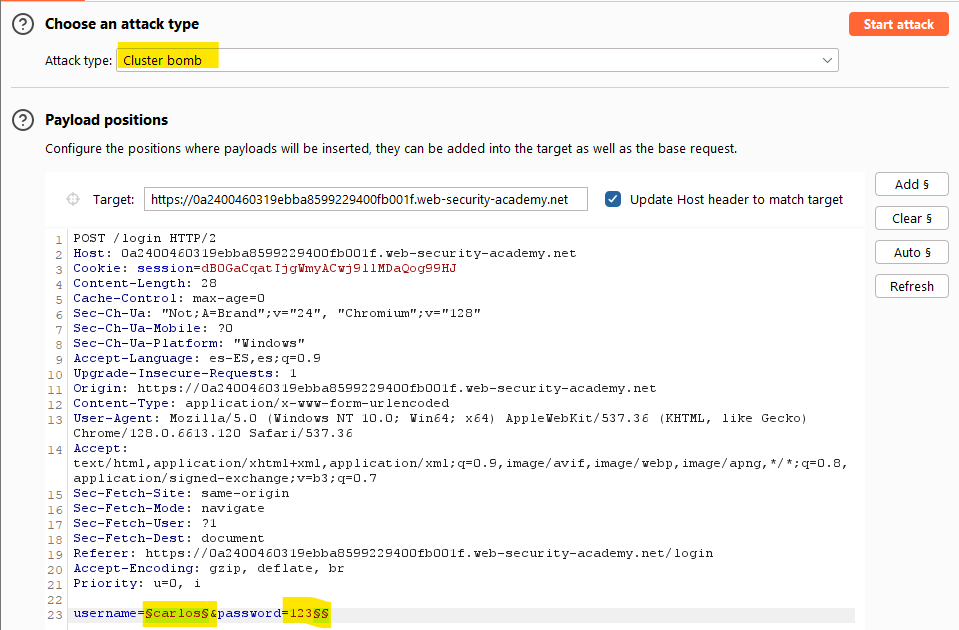 Choose an attack type
Start attack
Attack type: Cluster bomb
Payload positions
Configure the positions where payloads will be inserted, they can be added into the target as well as the base request.
Target: https://0a2400460319ebba8599229400fb001f.web-security-academy.net
Update Host header to match target
Add §
Clear §
Auto §
Refresh
1 POST /login HTTP/2
2 Host: 0a2400460319ebba8599229400fb001f.web-security-academy.net
3 Cookie: session=dB0GaCqatIjgWmyACwj9llMDaQog99HJ
4 Content-Length: 28
5 Cache-Control: max-age=0
6 Sec-Ch-Ua: "Not;A=Brand";v="24", "Chromium";v="128"
7 Sec-Ch-Ua-Mobile: ?0
8 Sec-Ch-Ua-Platform: "Windows"
9 Accept-Language: es-ES,es;q=0.9
10 Upgrade-Insecure-Requests: 1
11 Origin: https://0a2400460319ebba8599229400fb001f.web-security-academy.net
12 Content-Type: application/x-www-form-urlencoded
13 User-Agent: Mozilla/5.0 (Windows NT 10.0; Win64; x64) AppleWebKit/537.36 (KHTML, like Gecko)
Chrome/128.0.6613.120 Safari/537.36
14 Accept:
text/html,application/xhtml+xml,application/xml;q=0.9,image/avif,image/webp,image/apng,*/*;q=0.8,
application/signed-exchange;v=b3;q=0.7
15 Sec-Fetch-Site: same-origin
16 Sec-Fetch-Mode: navigate
17 Sec-Fetch-User: ?1
18 Sec-Fetch-Dest: document
19 Referer: https://0a2400460319ebba8599229400fb001f.web-security-academy.net/login
20 Accept-Encoding: gzip, deflate, br
21 Priority: u=0, i
22
23 username=§carlos§&password=123§§